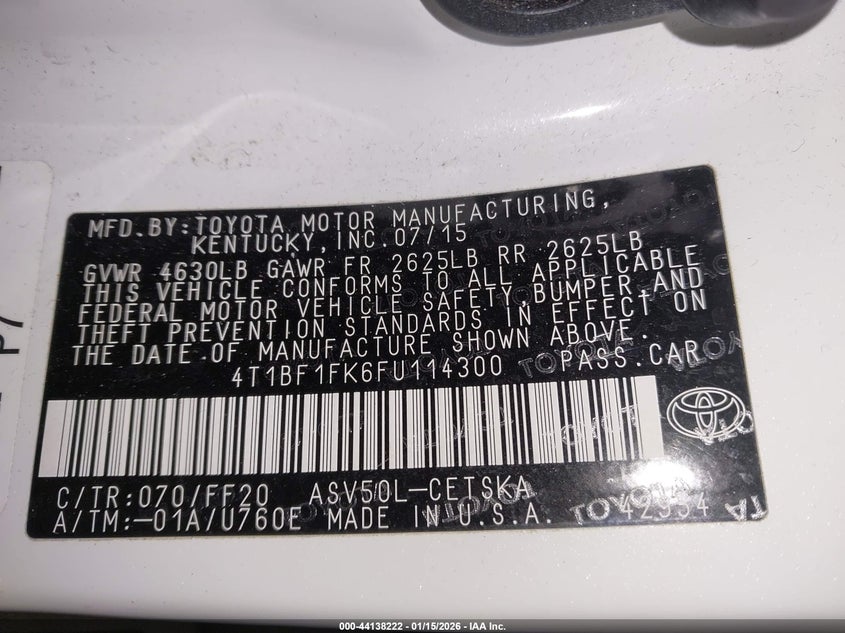 MFD.BY:TOYOTA MOTOR MANUFACTURING,
KENTUCKY,INC.07/15
GVWR 4630LB GAWR FR 2625LB RR 2625LB
THIS VEHICLE CONFORMS TO ALL APPLICABLE
FEDERAL MOTOR VEHICLE SAFETY,BUMPER,AND
THEFT PREVENTION STANDARDS IN EFFECT ON
THE DATE OF MANUFACTURE SHOWN ABOVE.
4T1BF1FK6FU114300 PASS.CAR
C/TR:070/FF20 ASV50L-CETSKA
A/TM:-01A/U760E MADE IN U.S.A.
TOYOTA
P7
000-44138222 - 01/15/2026 - IAA Inc.